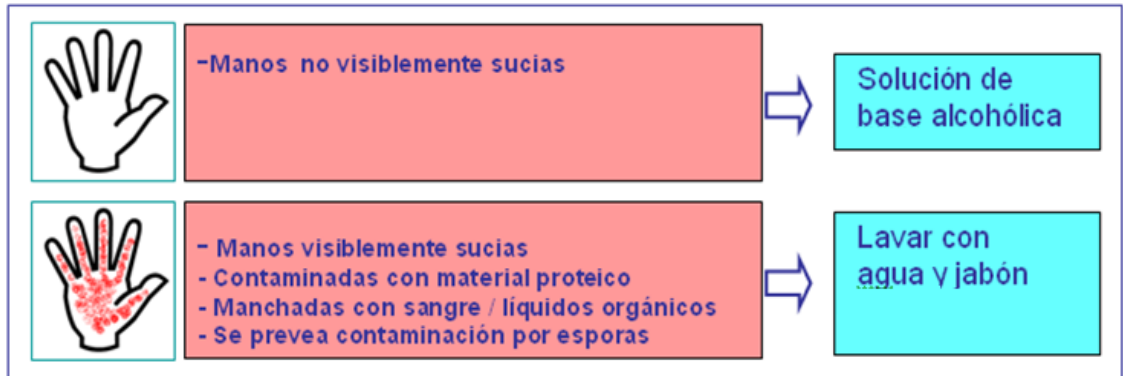 -Manos no visiblemente sucias
Solución de
base alcohólica
- Manos visiblemente sucias
- Contaminadas con material proteico
- Manchadas con sangre / líquidos orgánicos
- Se prevea contaminación por esporas
Lavar con
agua y jabón